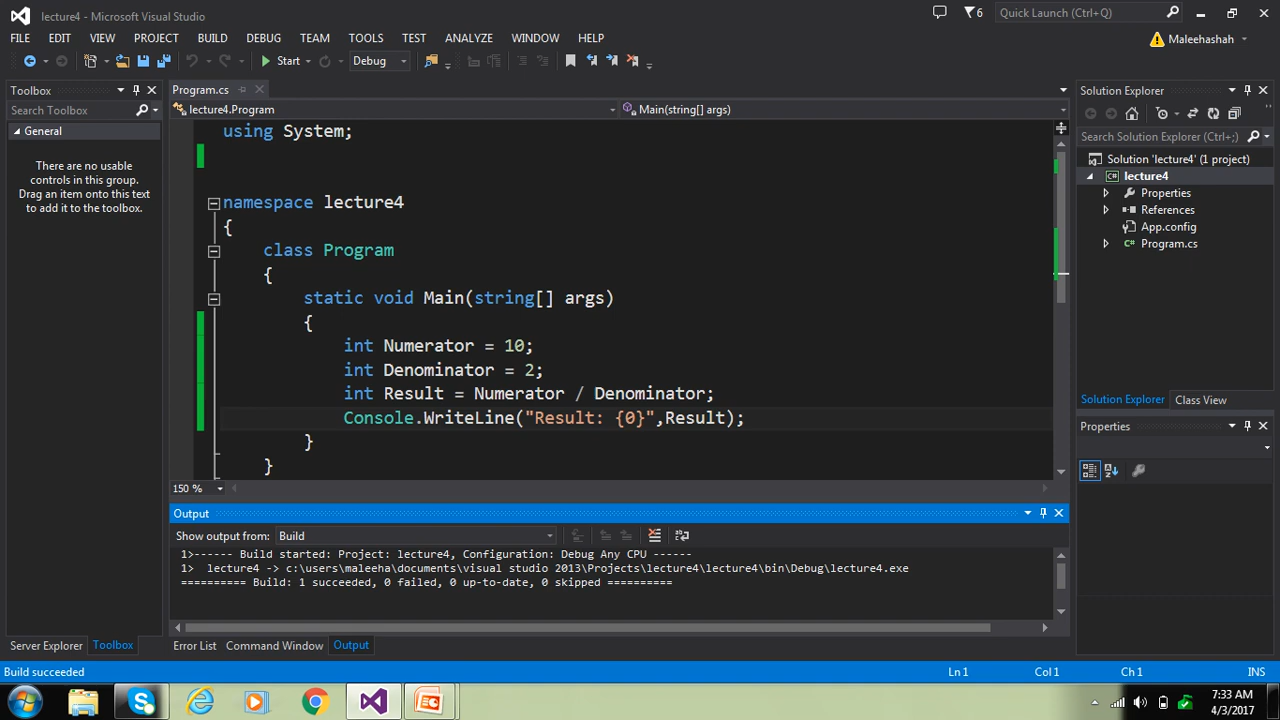 lecture4 - Microsoft Visual Studio
6
Quick Launch (Ctrl+Q)
FILE EDIT VIEW PROJECT BUILD DEBUG TEAM TOOLS TEST ANALYZE WINDOW HELP
Maleehashah
Start Debug
Toolbox
Search Toolbox
General
There are no usable
controls in this group.
Drag an item onto this text
to add it to the toolbox.
Server Explorer Toolbox
Program.cs
lecture4.Program
Main(string[] args)
using System;
namespace lecture4
{
class Program
{
static void Main(string[] args)
{
int Numerator = 10;
int Denominator = 2;
int Result = Numerator / Denominator;
Console.WriteLine("Result: {0}",Result);
}
}
150 %
Output
Show output from: Build
1>------ Build started: Project: lecture4, Configuration: Debug Any CPU ------
1>  lecture4 -> c:\users\maleeha\documents\visual studio 2013\Projects\lecture4\lecture4\bin\Debug\lecture4.exe
========== Build: 1 succeeded, 0 failed, 0 up-to-date, 0 skipped ==========
Error List Command Window Output
Solution Explorer
Search Solution Explorer (Ctrl+;)
Solution 'lecture4' (1 project)
C# lecture4
Properties
References
App.config
C# Program.cs
Solution Explorer Class View
Properties
Build succeeded
Ln 1 Col 1 Ch 1 INS
7:33 AM
4/3/2017